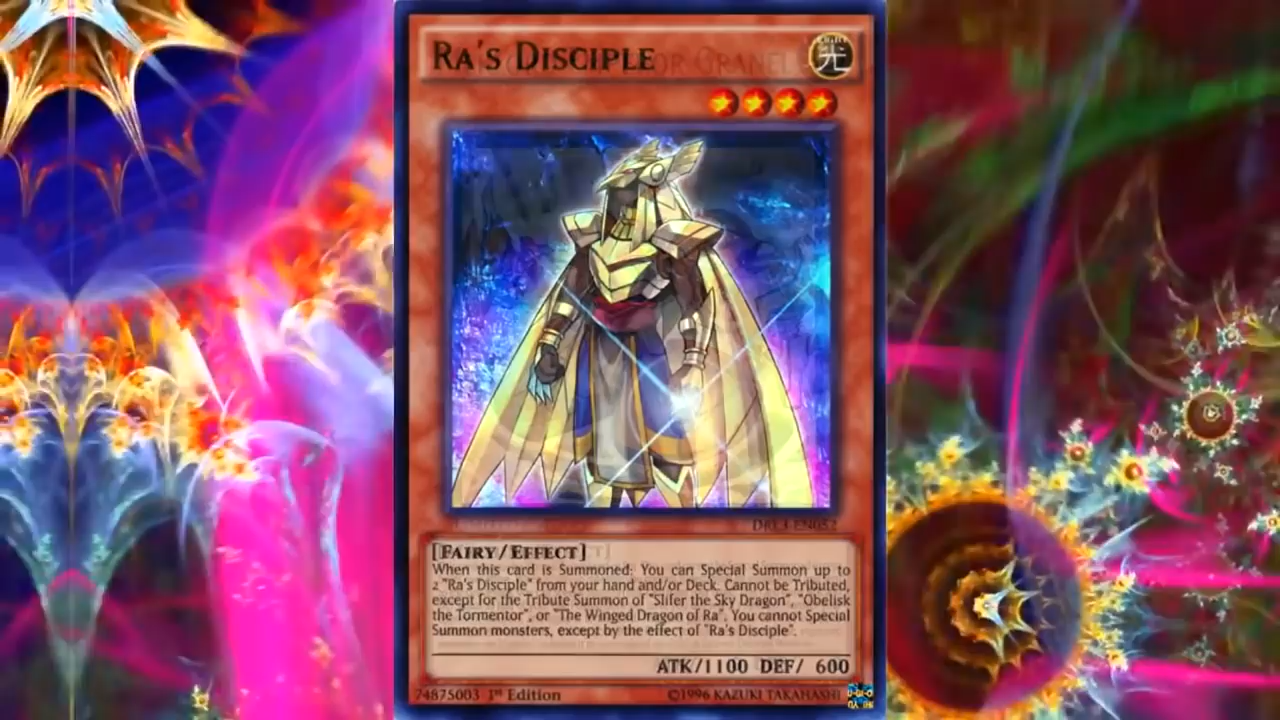 RA'S DISCIPLE
光
DRL3-EN052
[FAIRY/EFFECT]
When this card is Summoned: You can Special Summon up to
2 "Ra's Disciple" from your hand and/or Deck. Cannot be Tributed,
except for the Tribute Summon of "Slifer the Sky Dragon", "Obelisk
the Tormentor", or "The Winged Dragon of Ra". You cannot Special
Summon monsters, except by the effect of "Ra's Disciple".
ATK/1100 DEF/ 600
74875003 1st Edition
©1996 KAZUKI TAKAHASHI